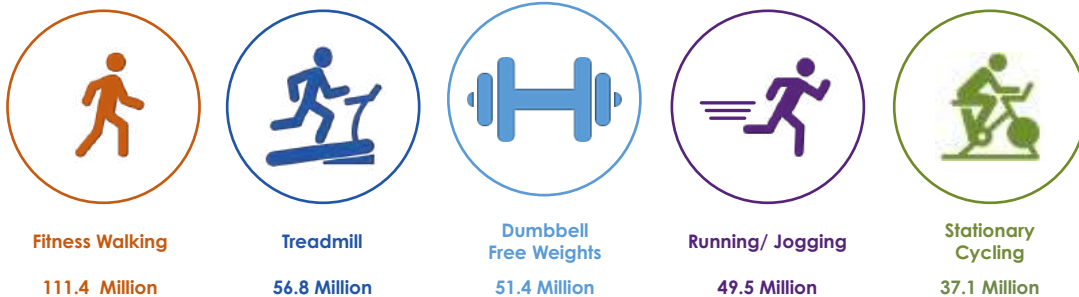 Fitness Walking
111.4 Million
Treadmill
56.8 Million
Dumbbell
Free Weights
51.4 Million
Running/ Jogging
49.5 Million
Stationary
Cycling
37.1 Million